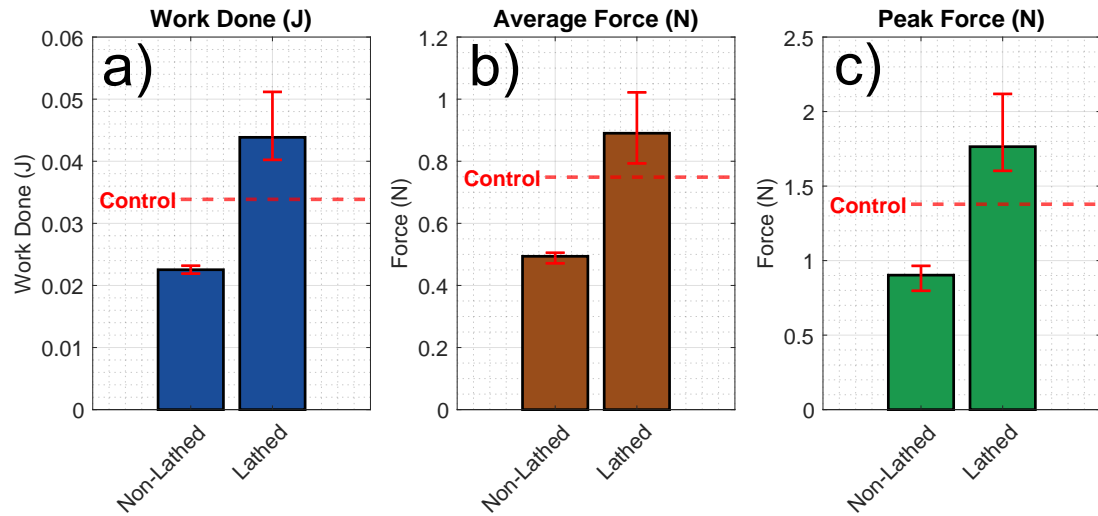 Work Done (J)
a)
Work Done (J)
0.06
0.05
0.04
0.03
0.02
0.01
0
Control
Non-Lathed
Lathed
Average Force (N)
b)
Force (N)
1.2
1
0.8
0.6
0.4
0.2
0
Control
Non-Lathed
Lathed
Peak Force (N)
c)
Force (N)
2.5
2
1.5
1
0.5
0
Control
Non-Lathed
Lathed